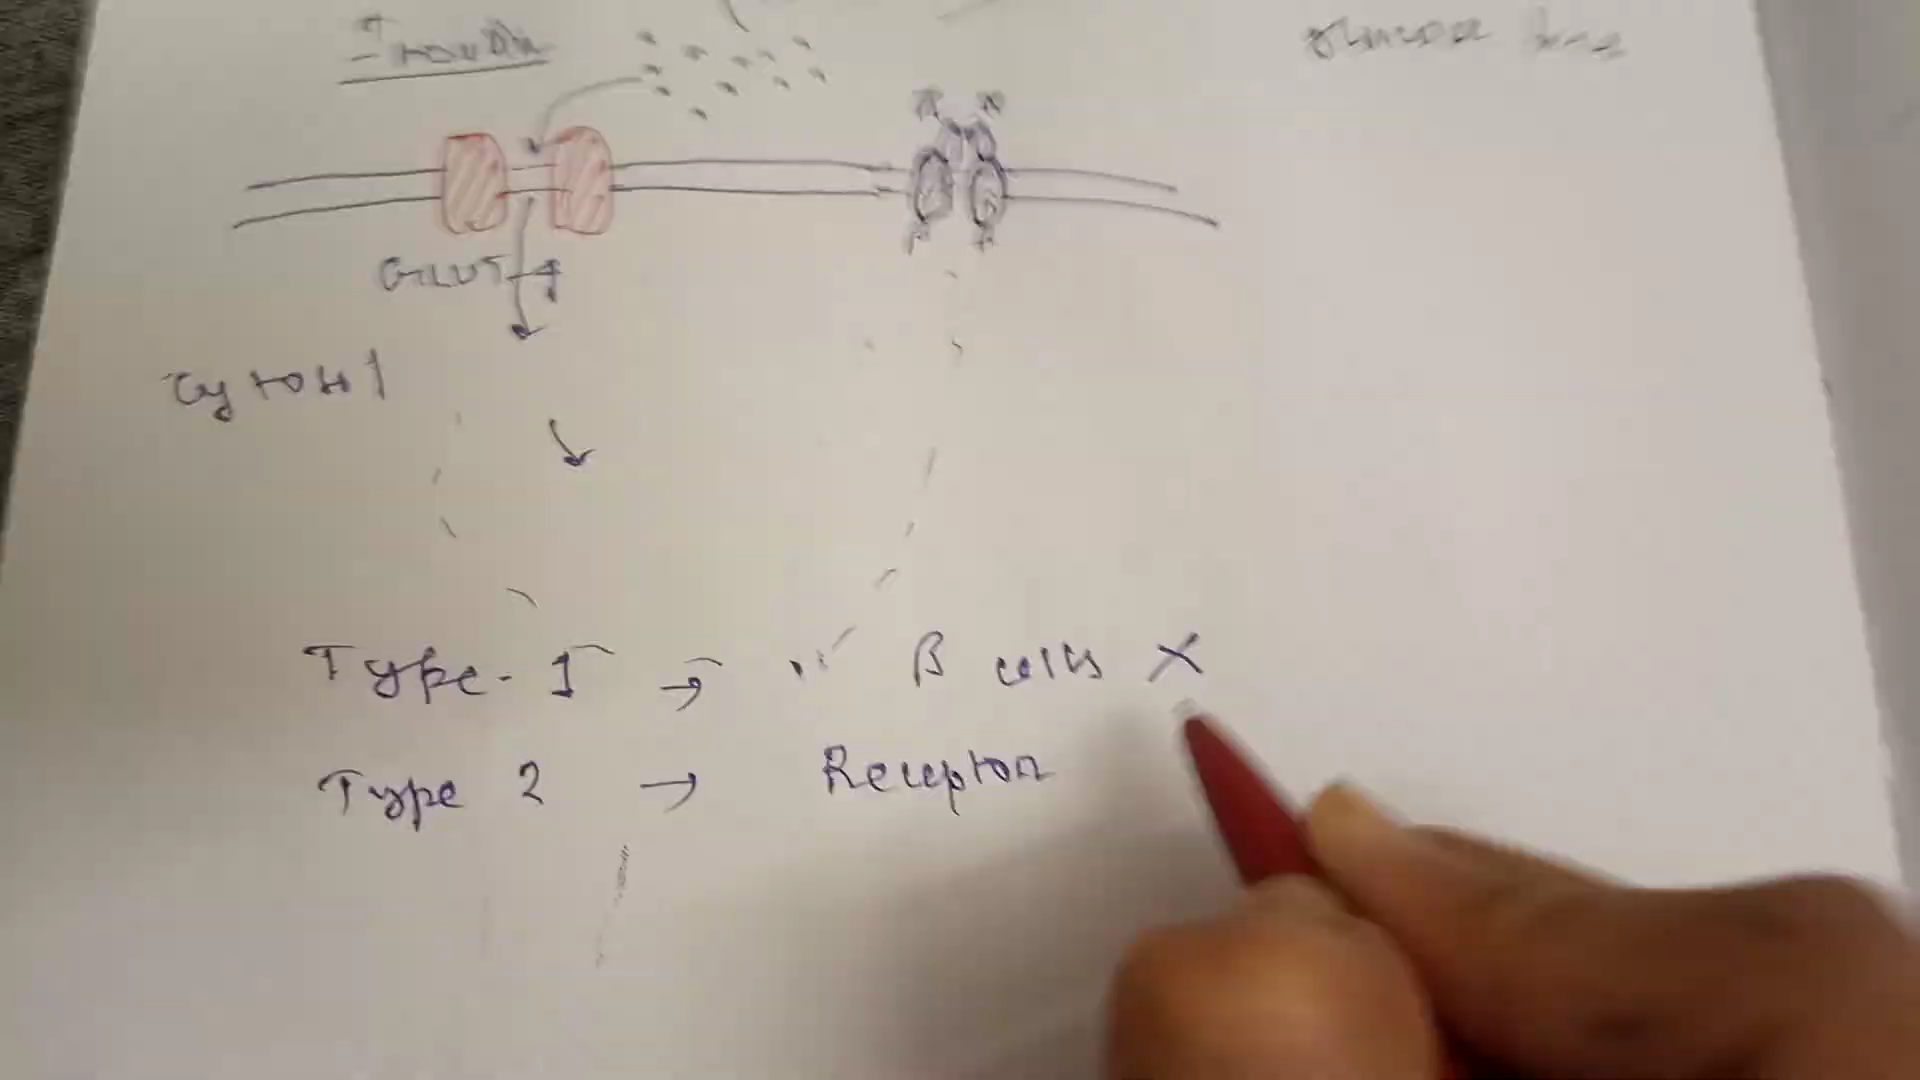 Insulin
GLUT-4
Cytosol
Type-1 → β cells X
Type 2 → Receptor